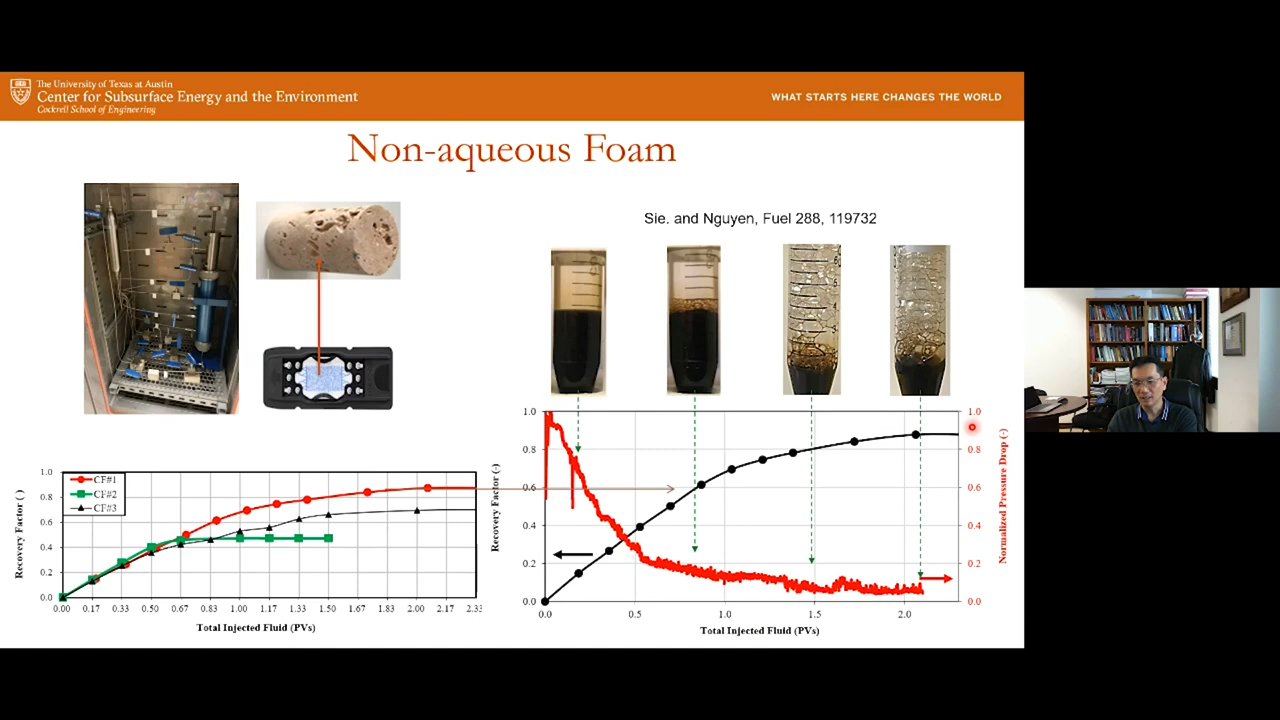 The University of Texas at Austin
Center for Subsurface Energy and the Environment
Cockrell School of Engineering
WHAT STARTS HERE CHANGES THE WORLD
Non-aqueous Foam
Sie. and Nguyen, Fuel 288, 119732
CF#1
CF#2
CF#3
Recovery Factor (-)
1.0
0.8
0.6
0.4
0.2
0.0
0.00 0.17 0.33 0.50 0.67 0.83 1.00 1.17 1.33 1.50 1.67 1.83 2.00 2.17 2.33
Total Injected Fluid (PVs)
Recovery Factor (-)
1.0
0.8
0.6
0.4
0.2
0.0
0.0 0.5 1.0 1.5 2.0
Total Injected Fluid (PVs)
1.0
0.8
0.6
0.4
0.2
0.0
Normalized Pressure Drop (-)